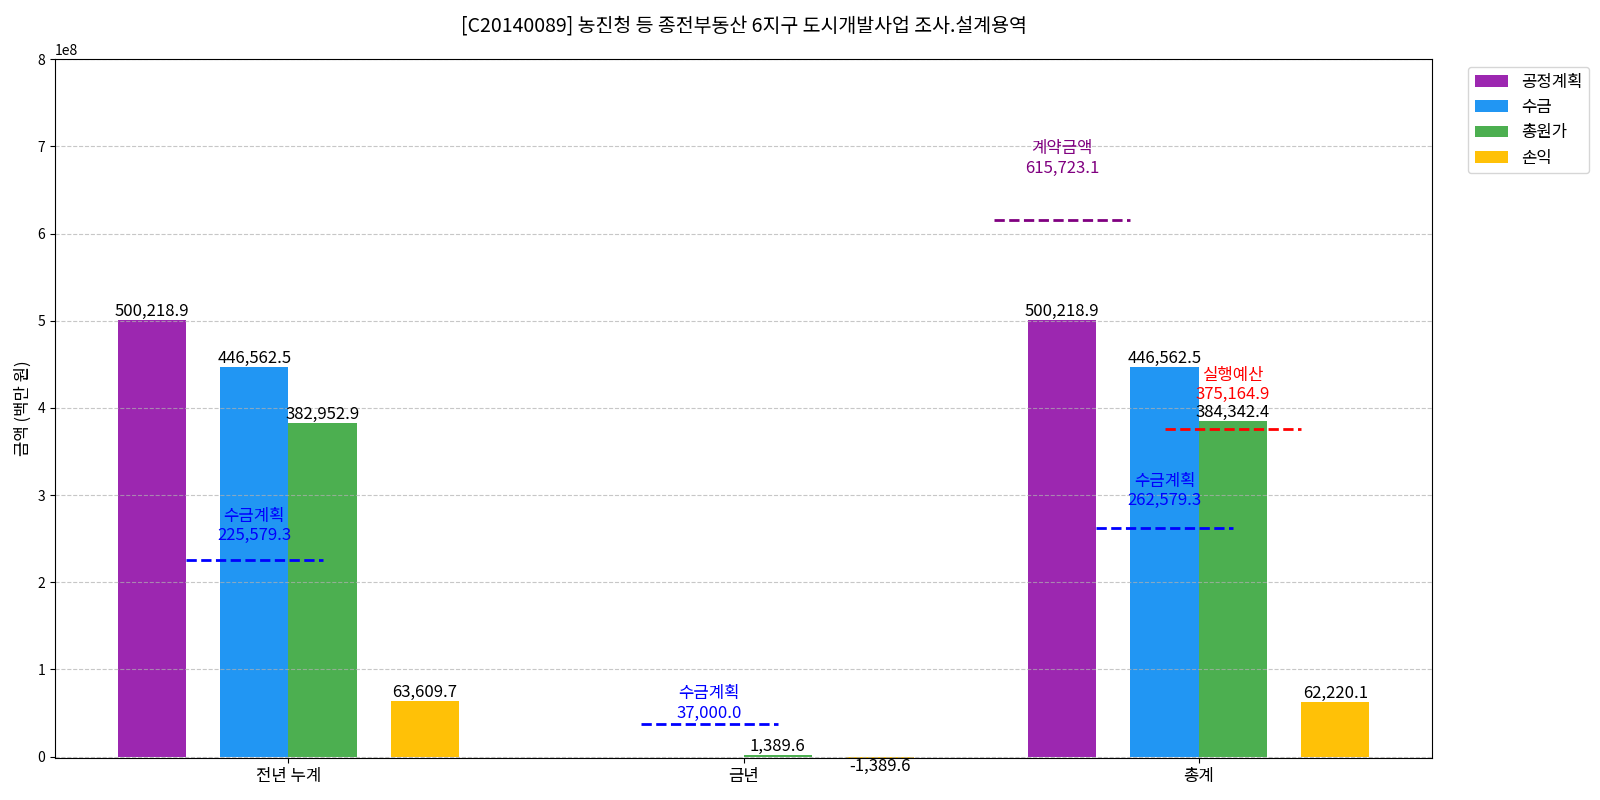 [C20140089] 농진청 등 종전부동산 6지구 도시개발사업 조사.설계용역
1e8
8
7
6
5
4
3
2
1
0
금액 (백만 원)
공정계획
수금
총원가
손익
계약금액
615,723.1
500,218.9
446,562.5
382,952.9
수금계획
225,579.3
63,609.7
수금계획
37,000.0
1,389.6
-1,389.6
500,218.9
446,562.5
실행예산
375,164.9
384,342.4
수금계획
262,579.3
62,220.1
전년 누계
금년
총계